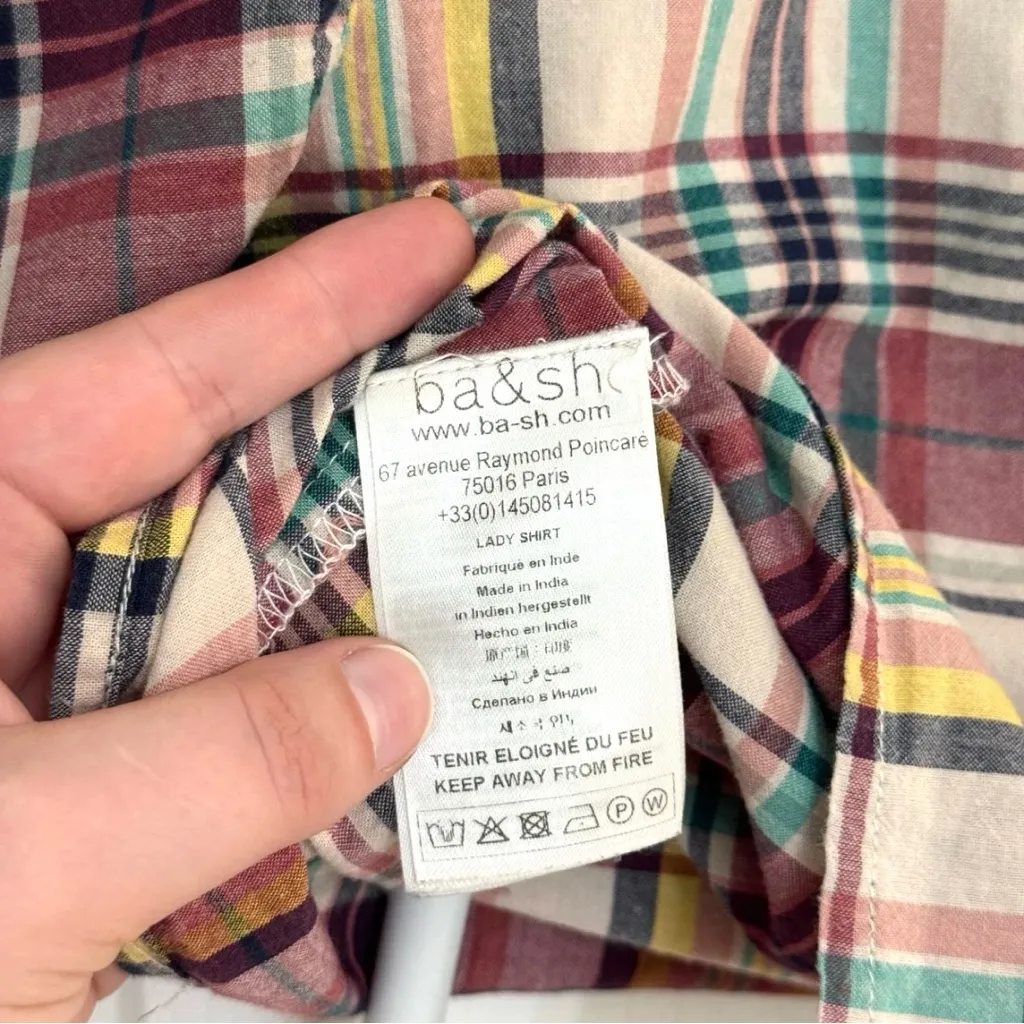 ba&sh
www.ba-sh.com
67 avenue Raymond Poincaré
75016 Paris
+33(0)145081415
LADY SHIRT
Fabriqué en Inde
Made in India
in Indien hergestellt
Hecho en India
صنع في الهند
Сделано в Индии
TENIR ELOIGNÉ DU FEU
KEEP AWAY FROM FIRE
P W